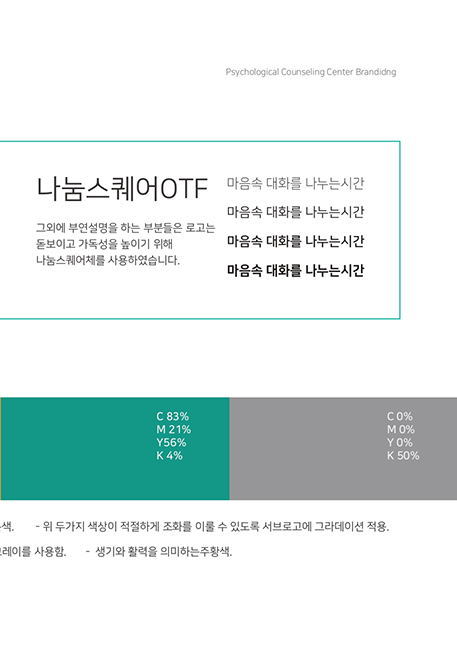 Psychological Counseling Center Brandidng
나눔스퀘어OTF
그외에 부연설명을 하는 부분들은 로고는
돋보이고 가독성을 높이기 위해
나눔스퀘어체를 사용하였습니다.
마음속 대화를 나누는시간
마음속 대화를 나누는시간
마음속 대화를 나누는시간
마음속 대화를 나누는시간
C 83%
M 21%
Y56%
K 4%
C 0%
M 0%
Y 0%
K 50%
색. - 위 두가지 색상이 적절하게 조화를 이룰 수 있도록 서브로고에 그라데이션 적용.
그레이를 사용함. - 생기와 활력을 의미하는주황색.